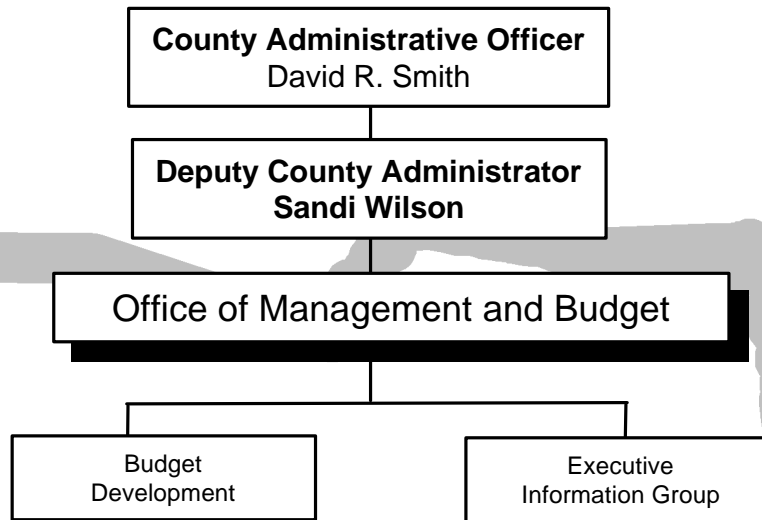 County Administrative Officer
David R. Smith
Deputy County Administrator
Sandi Wilson
Office of Management and Budget
Budget
Development
Executive
Information Group